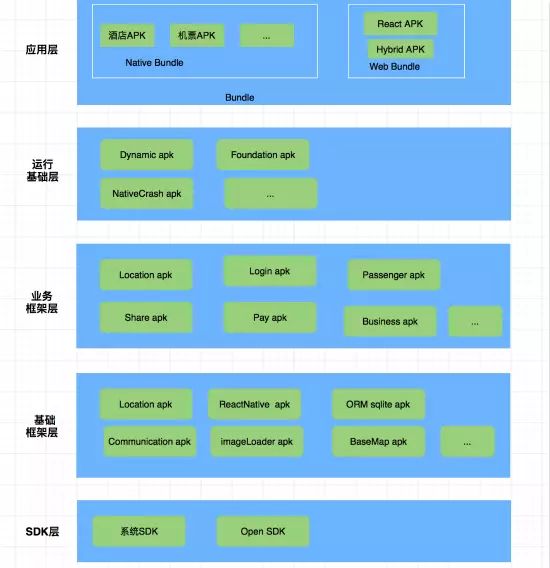 应用层
酒店APK
机票APK
...
Native Bundle
React APK
Hybrid APK
Web Bundle
Bundle
运行
基础层
Dynamic apk
Foundation apk
NativeCrash apk
...
业务
框架层
Location apk
Login apk
Passenger apk
Share apk
Pay apk
Business apk
...
基础
框架层
Location apk
ReactNative apk
ORM sqlite apk
Communication apk
imageLoader apk
BaseMap apk
...
SDK层
系统SDK
Open SDK